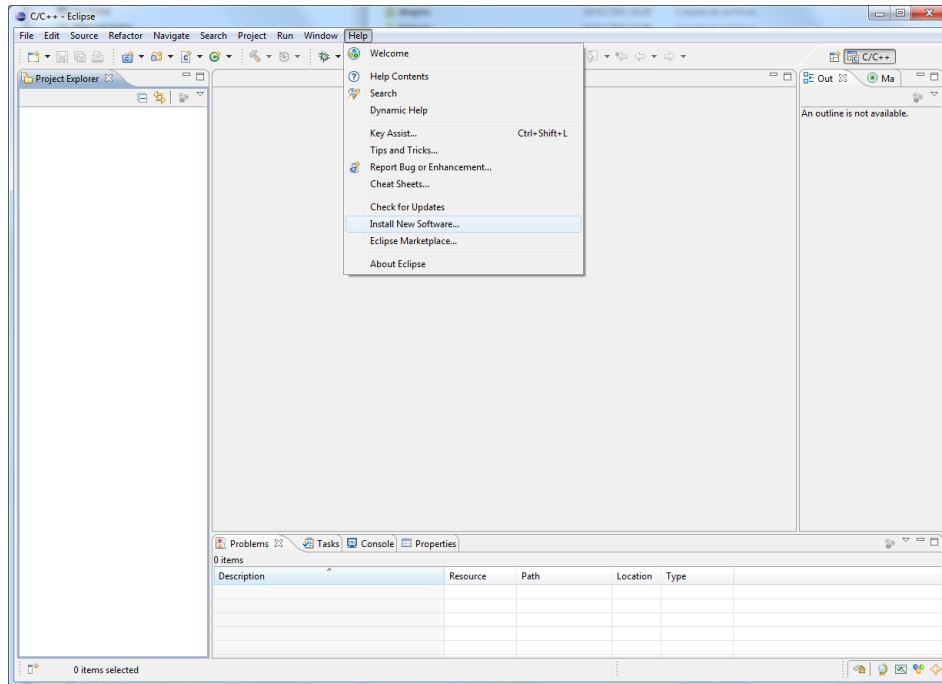 C/C++ - Eclipse
File Edit Source Refactor Navigate Search Project Run Window Help
C/C++
Project Explorer
Welcome
Help Contents
Search
Dynamic Help
Key Assist... Ctrl+Shift+L
Tips and Tricks...
Report Bug or Enhancement...
Cheat Sheets...
Check for Updates
Install New Software...
Eclipse Marketplace...
About Eclipse
Out Ma
An outline is not available.
Problems Tasks Console Properties
0 items
Description Resource Path Location Type
0 items selected